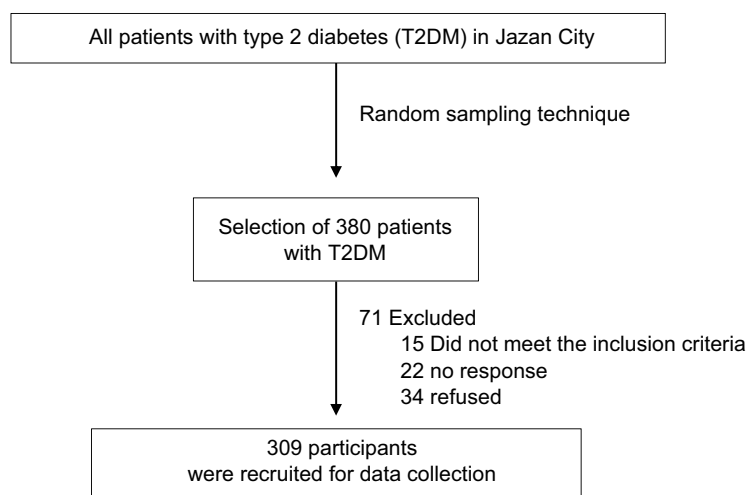 All patients with type 2 diabetes (T2DM) in Jazan City
Random sampling technique
Selection of 380 patients
with T2DM
71 Excluded
15 Did not meet the inclusion criteria
22 no response
34 refused
309 participants
were recruited for data collection